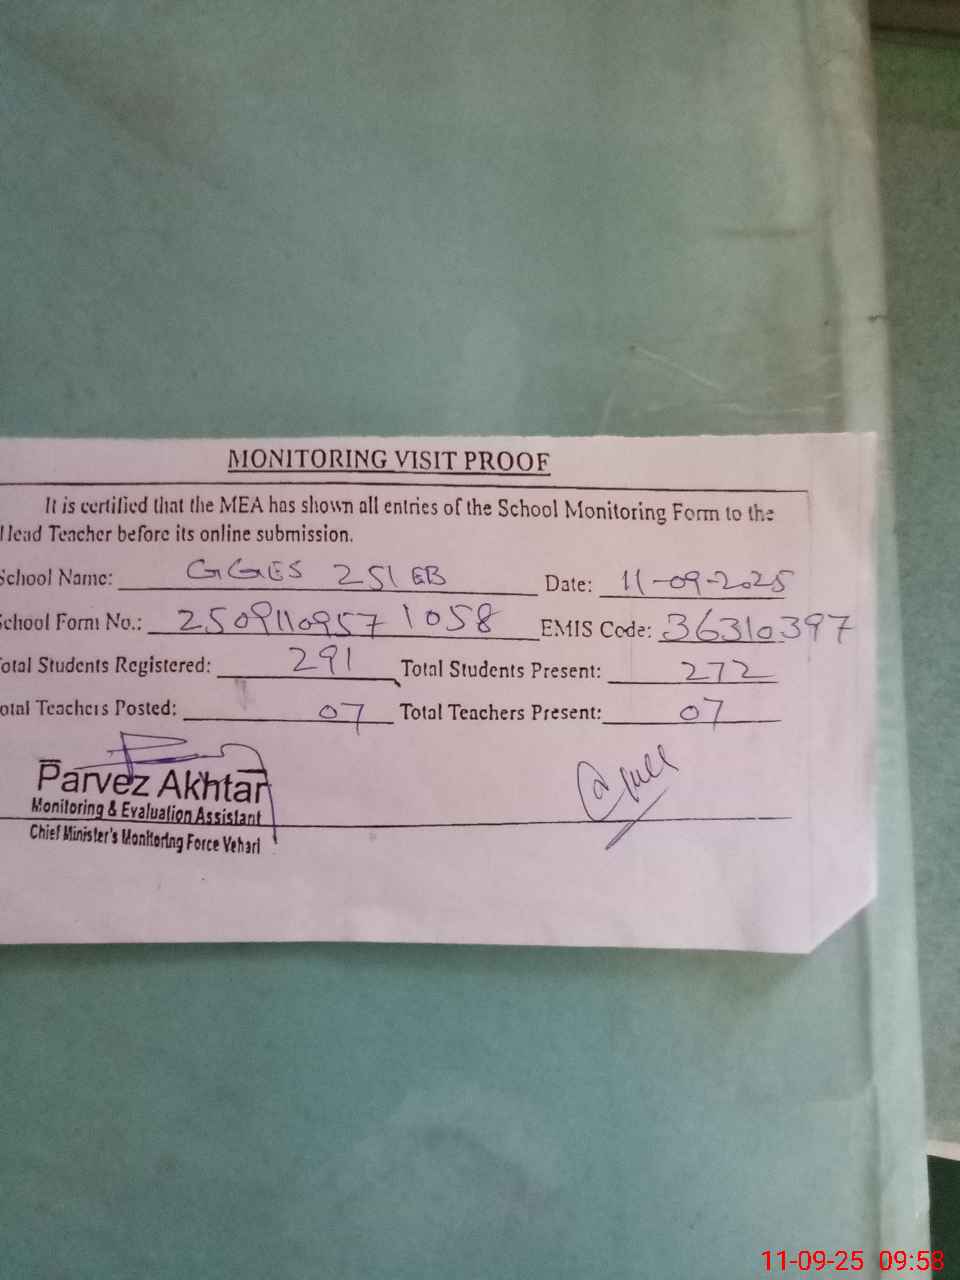 MONITORING VISIT PROOF
It is certified that the MEA has shown all entries of the School Monitoring Form to the
Head Teacher before its online submission.
School Name: GGES 251 EB Date: 11-09-2025
School Form No.: 2509110957 1058 EMIS Code: 36310397
Total Students Registered: 291 Total Students Present: 272
Total Teachers Posted: 07 Total Teachers Present: 07
Parvez Akhtar
Monitoring & Evaluation Assistant
Chief Minister's Monitoring Force Vehari
11-09-25 09:58